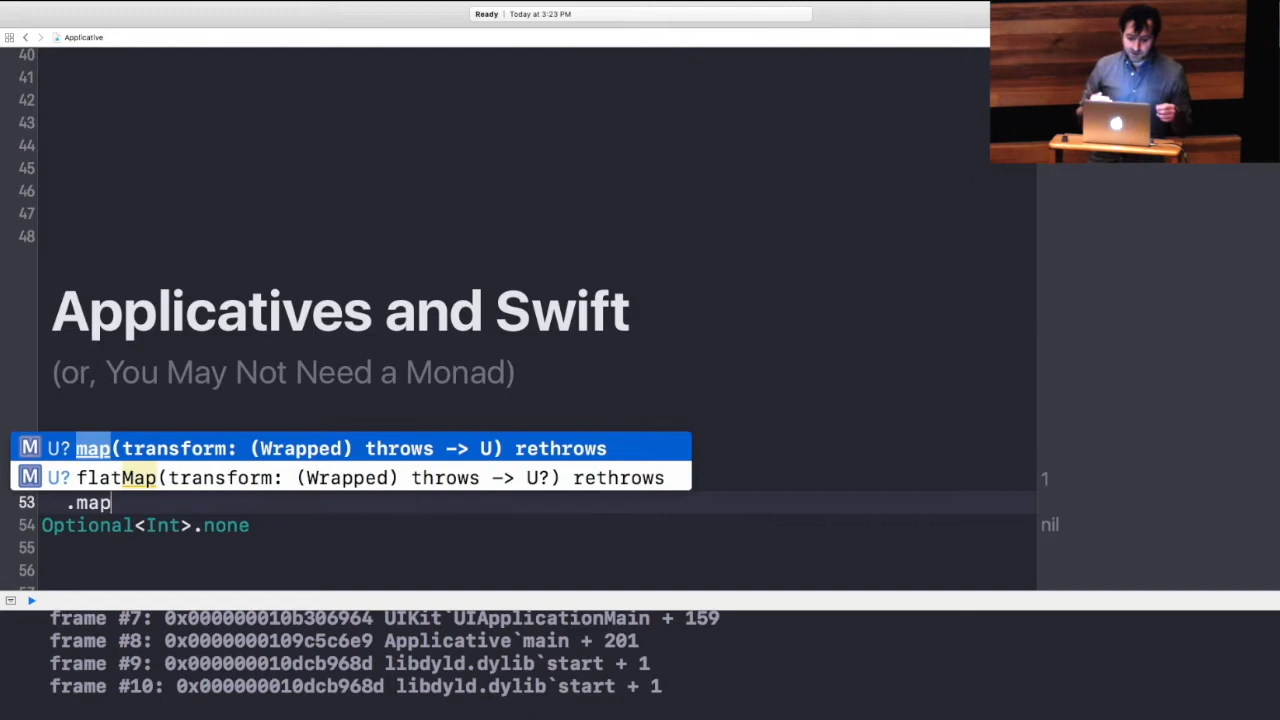 Ready | Today at 3:23 PM
Applicative
40
41
42
43
44
45
46
47
48
Applicatives and Swift
(or, You May Not Need a Monad)
M U? map(transform: (Wrapped) throws -> U) rethrows
M U? flatMap(transform: (Wrapped) throws -> U?) rethrows
1
53 .map
54 Optional<Int>.none nil
55
56
frame #7: 0x000000010b306964 UIKit`UIApplicationMain + 159
frame #8: 0x0000000109c5c6e9 Applicative`main + 201
frame #9: 0x000000010dcb968d libdyld.dylib`start + 1
frame #10: 0x000000010dcb968d libdyld.dylib`start + 1